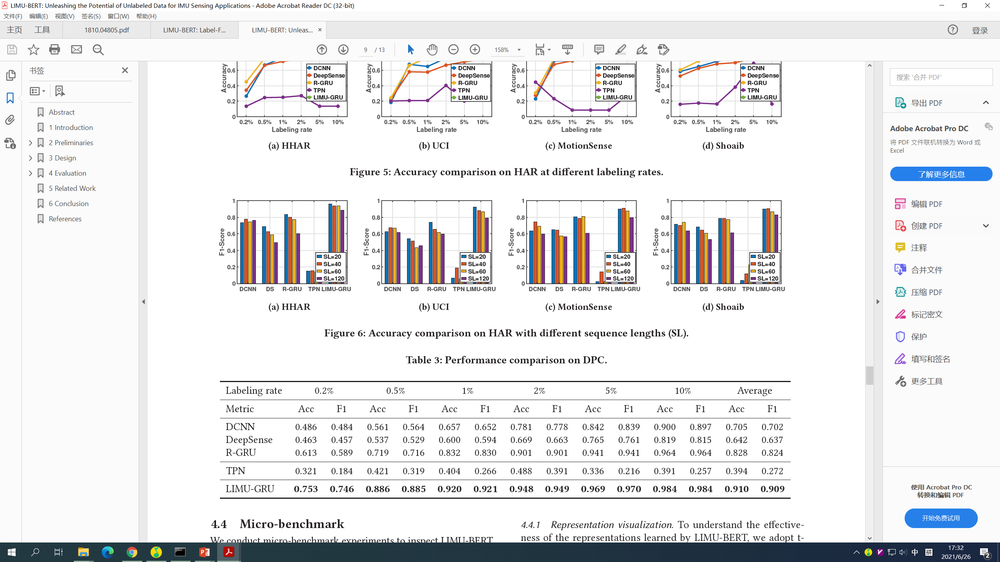 LIMU-BERT: Unleashing the Potential of Unlabeled Data for IMU Sensing Applications - Adobe Acrobat Reader DC (32-bit)
文件(F) 编辑(E) 视图(V) 签名(S) 窗口(W) 帮助(H)
主页 工具 1810.04805.pdf LIMU-BERT: Label-F... LIMU-BERT: Unleas... × 登录
9 / 13 158%
书签
Abstract
1 Introduction
2 Preliminaries
3 Design
4 Evaluation
5 Related Work
6 Conclusion
References
Accuracy 0.6 0.4 0.2 0
DCNN
DeepSense
R-GRU
TPN
LIMU-GRU
0.2% 0.5% 1% 2% 5% 10%
Labeling rate
(a) HHAR
Accuracy 0.6 0.4 0.2 0
DCNN
DeepSense
R-GRU
TPN
LIMU-GRU
0.2% 0.5% 1% 2% 5% 10%
Labeling rate
(b) UCI
Accuracy 0.6 0.4 0.2 0
DCNN
DeepSense
R-GRU
TPN
LIMU-GRU
0.2% 0.5% 1% 2% 5% 10%
Labeling rate
(c) MotionSense
Accuracy 0.6 0.4 0.2 0
DCNN
DeepSense
R-GRU
TPN
LIMU-GRU
0.2% 0.5% 1% 2% 5% 10%
Labeling rate
(d) Shoaib
Figure 5: Accuracy comparison on HAR at different labeling rates.
F1-Score 1 0.8 0.6 0.4 0.2 0
SL=20
SL=40
SL=60
SL=120
DCNN DS R-GRU TPN LIMU-GRU
(a) HHAR
F1-Score 1 0.8 0.6 0.4 0.2 0
SL=20
SL=40
SL=60
SL=120
DCNN DS R-GRU TPN LIMU-GRU
(b) UCI
F1-Score 1 0.8 0.6 0.4 0.2 0
SL=20
SL=40
SL=60
SL=120
DCNN DS R-GRU TPN LIMU-GRU
(c) MotionSense
F1-Score 1 0.8 0.6 0.4 0.2 0
SL=20
SL=40
SL=60
SL=120
DCNN DS R-GRU TPN LIMU-GRU
(d) Shoaib
Figure 6: Accuracy comparison on HAR with different sequence lengths (SL).
Table 3: Performance comparison on DPC.
Labeling rate 0.2% 0.5% 1% 2% 5% 10% Average
Metric Acc F1 Acc F1 Acc F1 Acc F1 Acc F1 Acc F1 Acc F1
DCNN 0.486 0.484 0.561 0.564 0.657 0.652 0.781 0.778 0.842 0.839 0.900 0.897 0.705 0.702
DeepSense 0.463 0.457 0.537 0.529 0.600 0.594 0.669 0.663 0.765 0.761 0.819 0.815 0.642 0.637
R-GRU 0.613 0.589 0.719 0.716 0.832 0.830 0.901 0.901 0.941 0.941 0.964 0.964 0.828 0.824
TPN 0.321 0.184 0.421 0.319 0.404 0.266 0.488 0.391 0.336 0.216 0.391 0.257 0.394 0.272
LIMU-GRU 0.753 0.746 0.886 0.885 0.920 0.921 0.948 0.949 0.969 0.970 0.984 0.984 0.910 0.909
4.4 Micro-benchmark
We conduct micro-benchmark experiments to inspect LIMU-BERT
4.4.1 Representation visualization. To understand the effective-
ness of the representations learned by LIMU-BERT, we adopt t-
搜索 '合并 PDF'
导出 PDF
Adobe Acrobat Pro DC
将 PDF 文件联机转换为 Word 或
Excel
了解更多信息
编辑 PDF
创建 PDF
注释
合并文件
压缩 PDF
标记密文
保护
填写和签名
更多工具
使用 Acrobat Pro DC
转换和编辑 PDF
开始免费试用
中 拼 17:32
2021/6/26
2